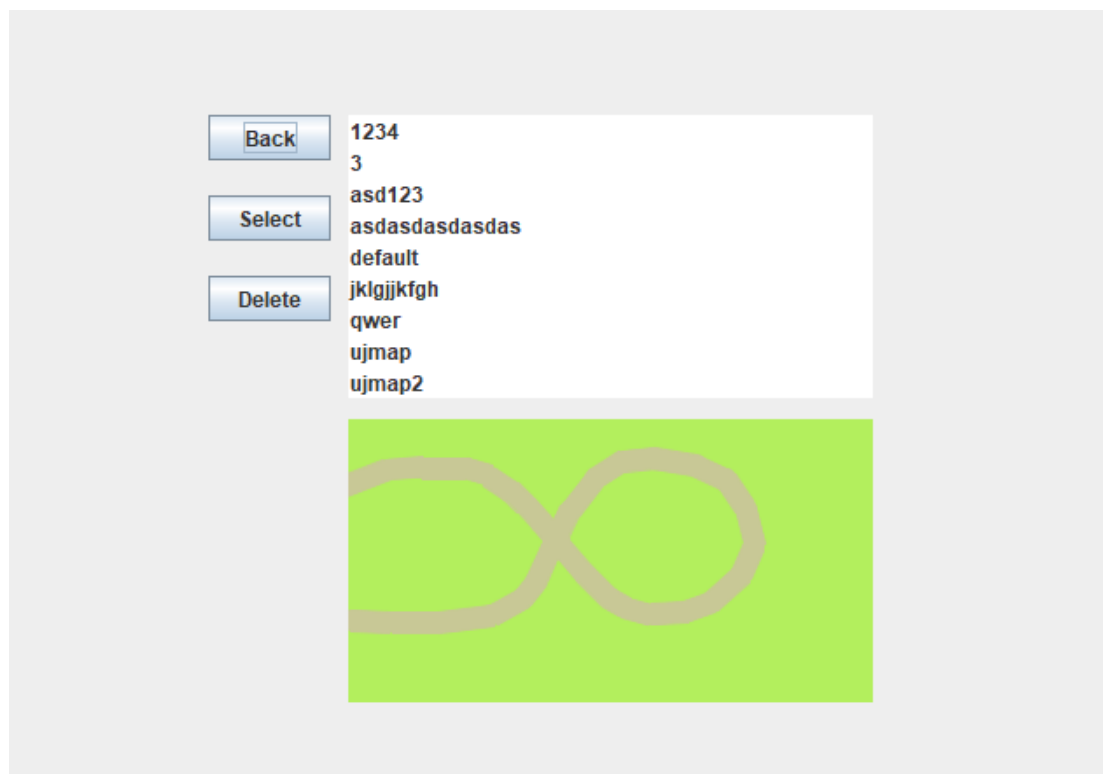 Back
Select
Delete
1234
3
asd123
asdasdasdasdas
default
jklgjjkfgh
qwer
ujmap
ujmap2